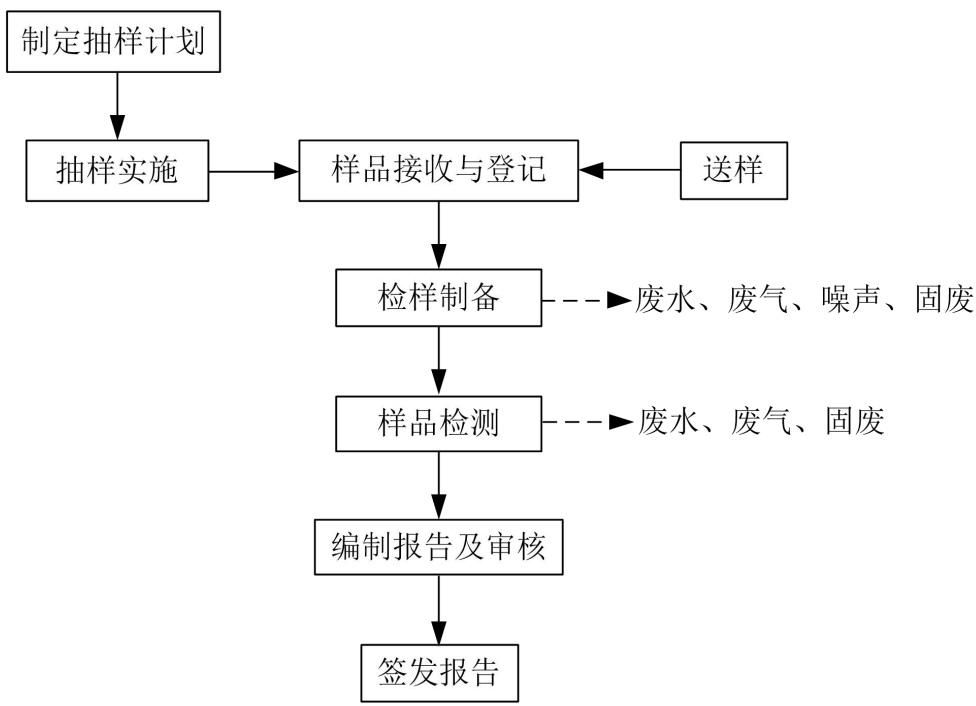 制定抽样计划
抽样实施
样品接收与登记
送样
检样制备
废水、废气、噪声、固废
样品检测
废水、废气、固废
编制报告及审核
签发报告